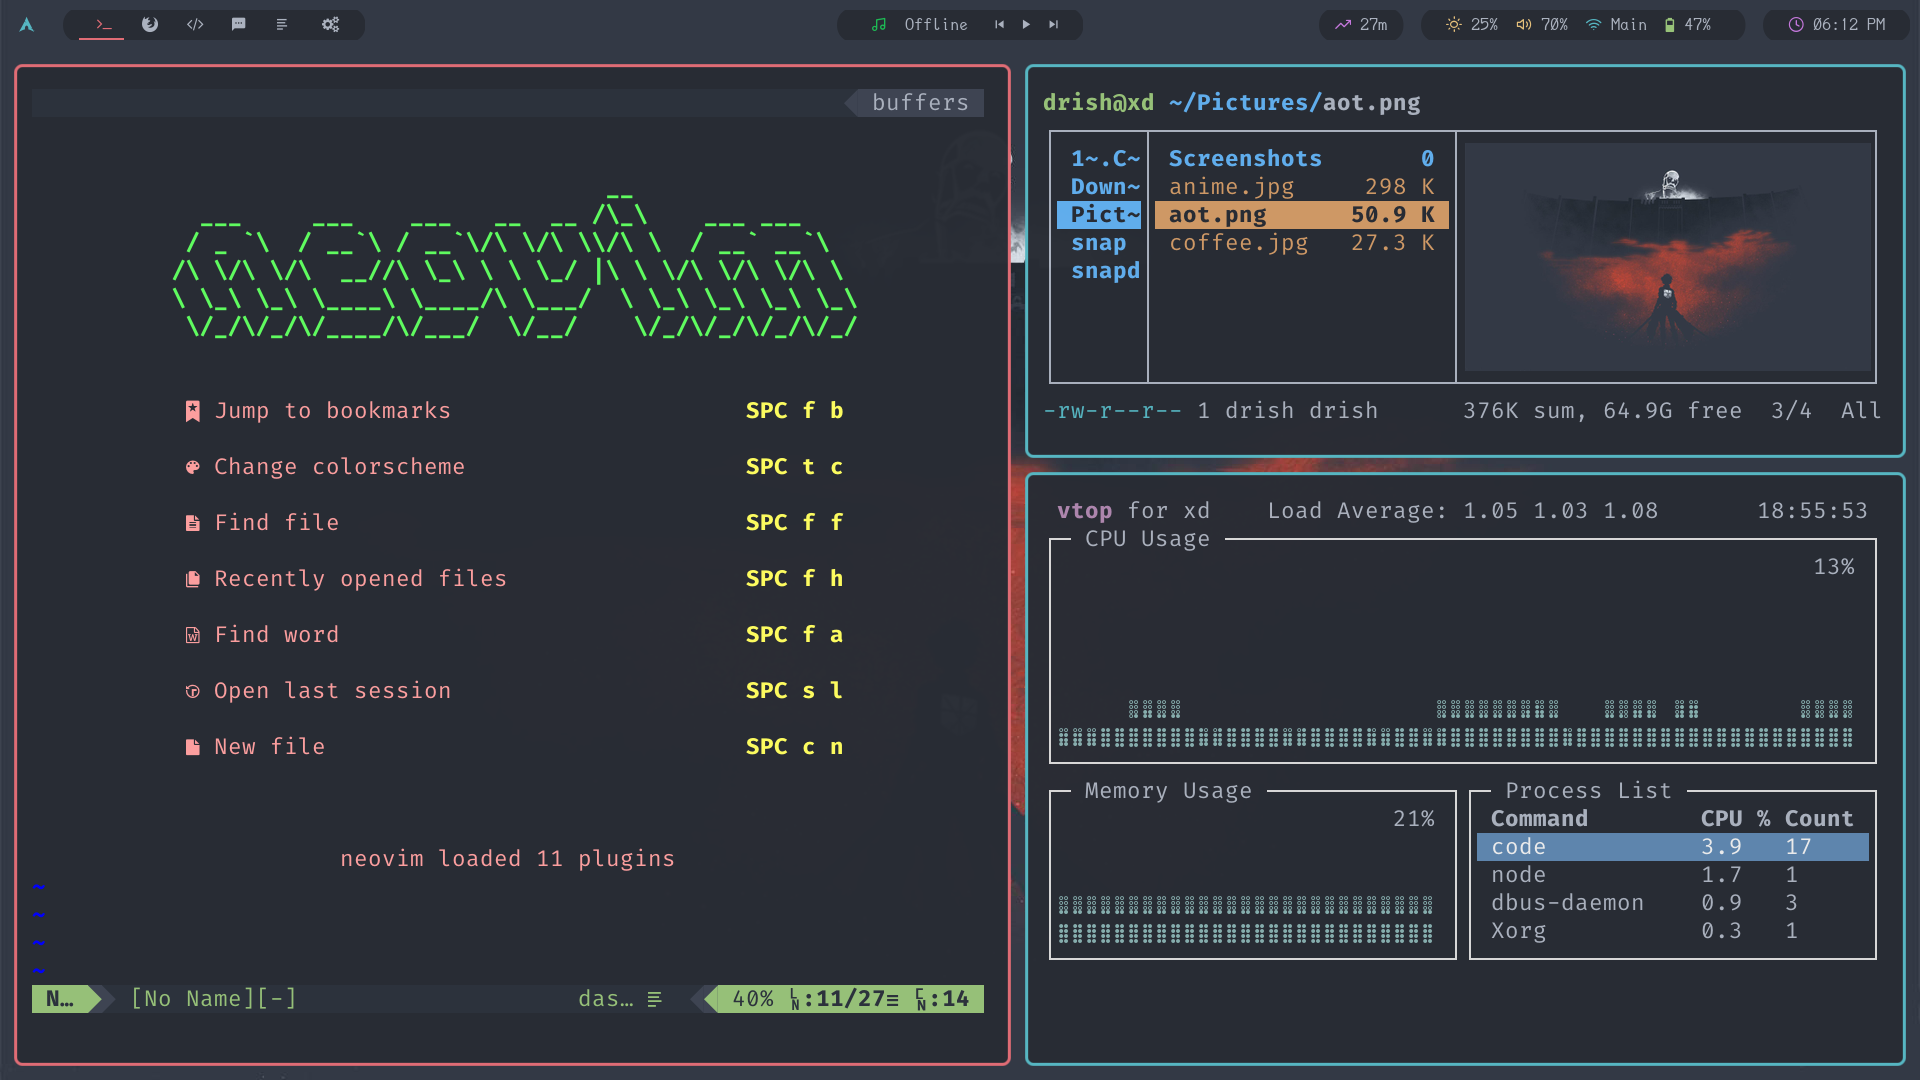 Offline
27m
25% 70% Main 47%
06:12 PM
buffers
neovim
Jump to bookmarks SPC f b
Change colorscheme SPC t c
Find file SPC f f
Recently opened files SPC f h
Find word SPC f a
Open last session SPC s l
New file SPC c n
neovim loaded 11 plugins
~
~
~
~
N… [No Name][-] das… 40% LN:11/27≡ CN:14
drish@xd ~/Pictures/aot.png
1~.C~
Down~
Pict~
snap
snapd
Screenshots 0
anime.jpg 298 K
aot.png 50.9 K
coffee.jpg 27.3 K
-rw-r--r-- 1 drish drish 376K sum, 64.9G free 3/4 All
vtop for xd Load Average: 1.05 1.03 1.08 18:55:53
CPU Usage
13%
Memory Usage
21%
Process List
Command CPU % Count
code 3.9 17
node 1.7 1
dbus-daemon 0.9 3
Xorg 0.3 1